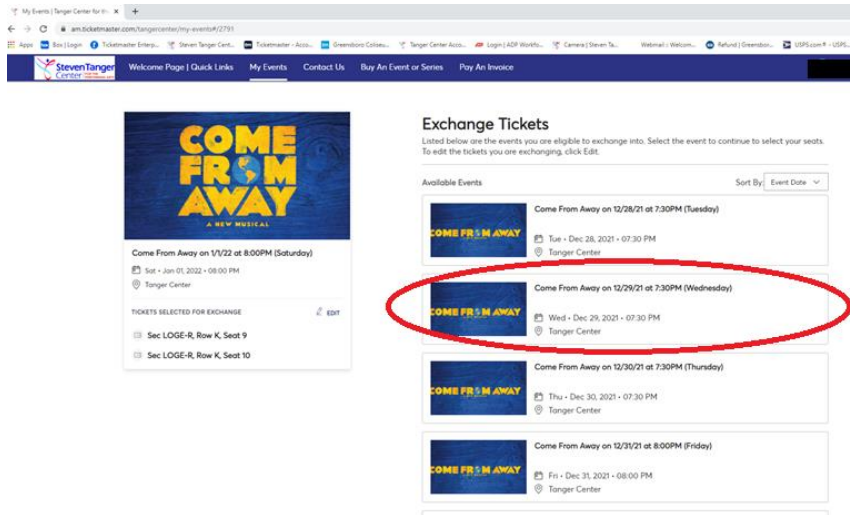 My Events | Tanger Center for th
am.ticketmaster.com/tangercenter/my-events#/2791
Apps Box | Login Ticketmaster Enterp... Steven Tanger Cent... Ticketmaster - Acco... Greensboro Coliseu... Tanger Center Acco... Login | ADP Workfo... Camera | Steven Ta... Webmail :: Welcom... Refund | Greensbor... USPS.com® - USPS...
Steven Tanger
Center FOR THE PERFORMING ARTS
Welcome Page | Quick Links My Events Contact Us Buy An Event or Series Pay An Invoice
COME
FROM
AWAY
A NEW MUSICAL
Come From Away on 1/1/22 at 8:00PM (Saturday)
Sat • Jan 01, 2022 • 08:00 PM
Tanger Center
TICKETS SELECTED FOR EXCHANGE EDIT
Sec LOGE-R, Row K, Seat 9
Sec LOGE-R, Row K, Seat 10
Exchange Tickets
Listed below are the events you are eligible to exchange into. Select the event to continue to select your seats.
To edit the tickets you are exchanging, click Edit.
Available Events Sort By: Event Date
COME FROM AWAY
Come From Away on 12/28/21 at 7:30PM (Tuesday)
Tue • Dec 28, 2021 • 07:30 PM
Tanger Center
COME FROM AWAY
Come From Away on 12/29/21 at 7:30PM (Wednesday)
Wed • Dec 29, 2021 • 07:30 PM
Tanger Center
COME FROM AWAY
Come From Away on 12/30/21 at 7:30PM (Thursday)
Thu • Dec 30, 2021 • 07:30 PM
Tanger Center
COME FROM AWAY
Come From Away on 12/31/21 at 8:00PM (Friday)
Fri • Dec 31, 2021 • 08:00 PM
Tanger Center